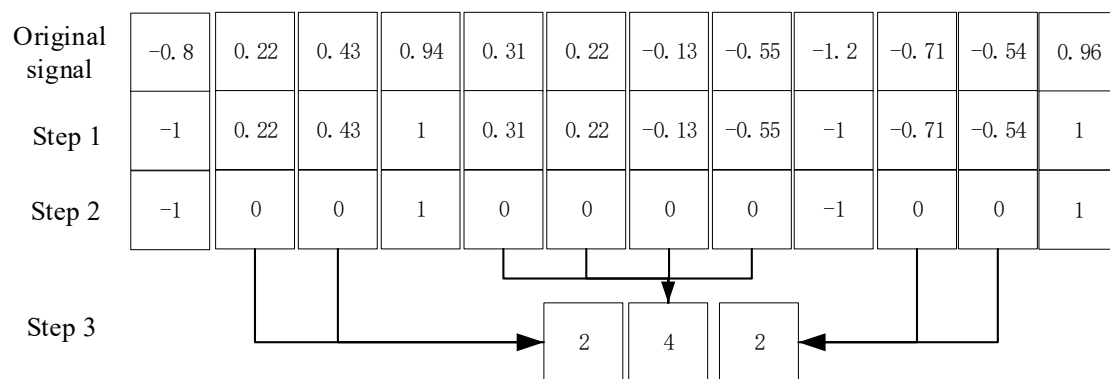 Original
signal
-0.8 0.22 0.43 0.94 0.31 0.22 -0.13 -0.55 -1.2 -0.71 -0.54 0.96
Step 1
-1 0.22 0.43 1 0.31 0.22 -0.13 -0.55 -1 -0.71 -0.54 1
Step 2
-1 0 0 1 0 0 0 0 -1 0 0 1
Step 3
2 4 2